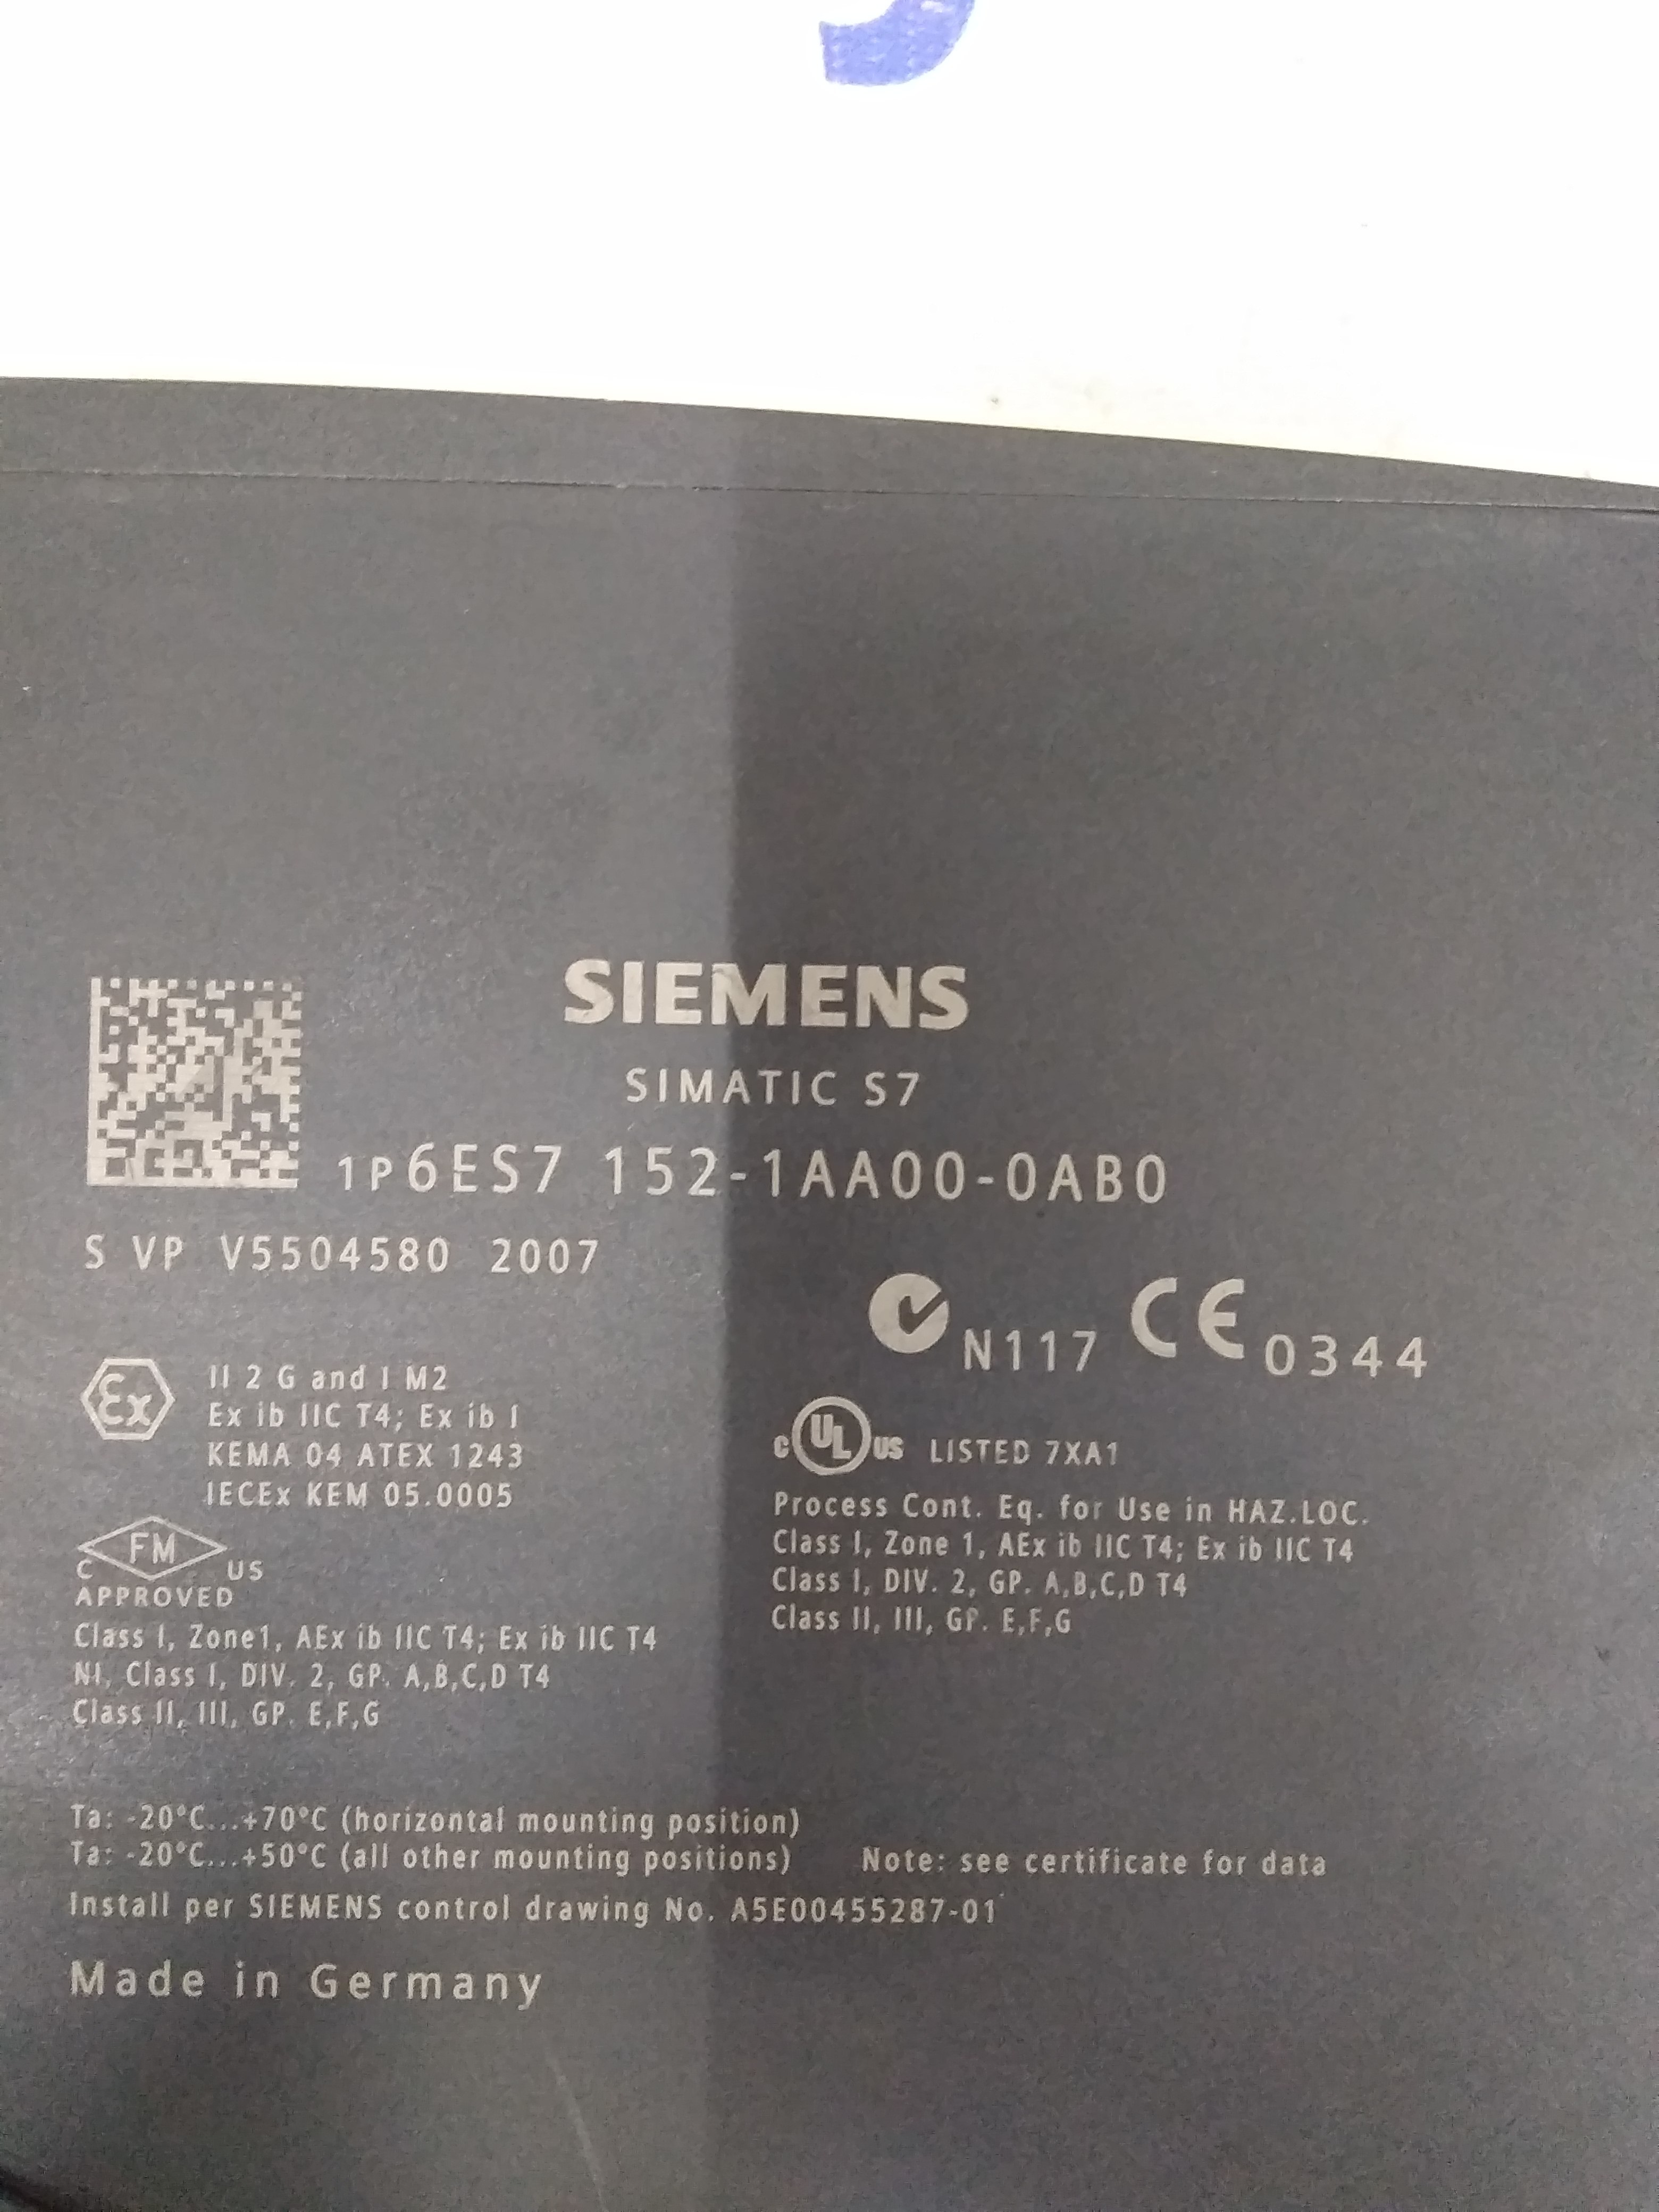 SIEMENS
SIMATIC S7
1P6ES7 152-1AA00-0AB0
S VP V5504580 2007
N117 CE 0344
Ex
II 2 G and I M2
Ex ib IIC T4; Ex ib I
KEMA 04 ATEX 1243
IECEx KEM 05.0005
C FM US
APPROVED
Class I, Zone1, AEx ib IIC T4; Ex ib IIC T4
NI, Class I, DIV. 2, GP. A,B,C,D T4
Class II, III, GP. E,F,G
C UL US LISTED 7XA1
Process Cont. Eq. for Use in HAZ.LOC.
Class I, Zone 1, AEx ib IIC T4; Ex ib IIC T4
Class I, DIV. 2, GP. A,B,C,D T4
Class II, III, GP. E,F,G
Ta: -20°C...+70°C (horizontal mounting position)
Ta: -20°C...+50°C (all other mounting positions) Note: see certificate for data
Install per SIEMENS control drawing No. A5E00455287-01
Made in Germany